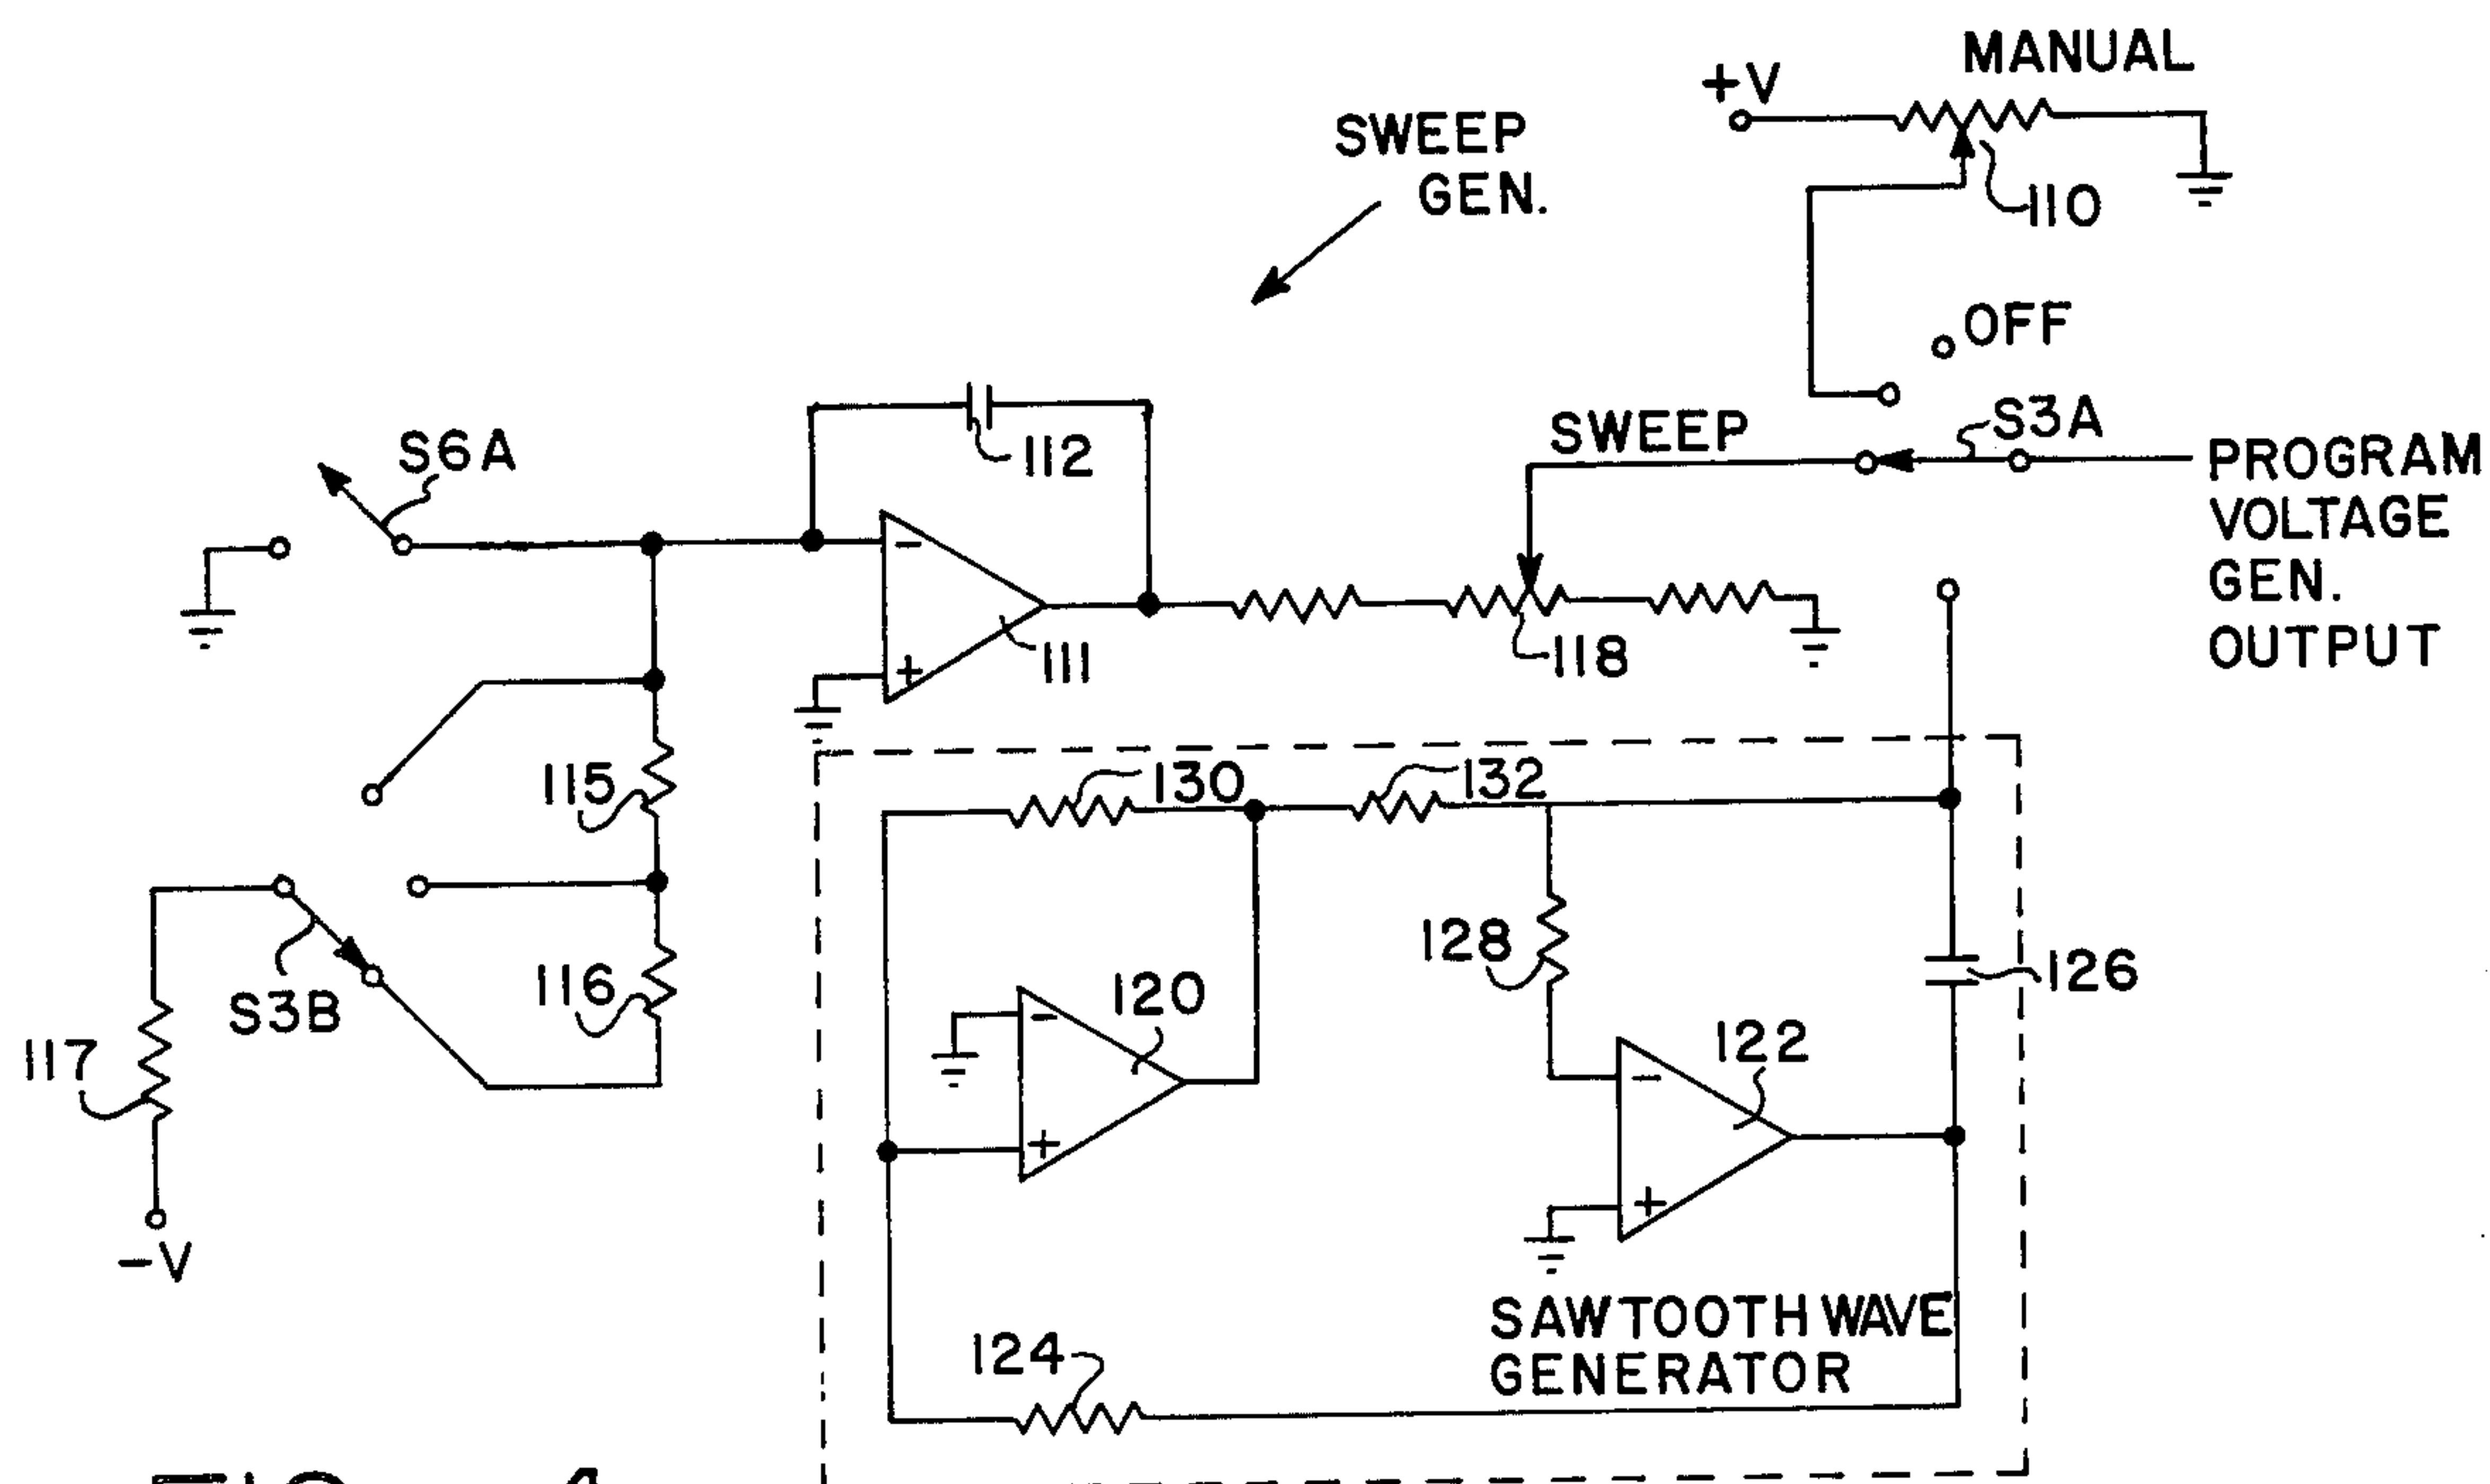 MANUAL
+V
SWEEP
GEN.
110
OFF
S6A
112
SWEEP
S3A
PROGRAM
VOLTAGE
GEN.
OUTPUT
-
+
111
118
115
130
132
128
126
116
S3B
117
120
122
-
+
-
+
-V
124
SAWTOOTH WAVE
GENERATOR